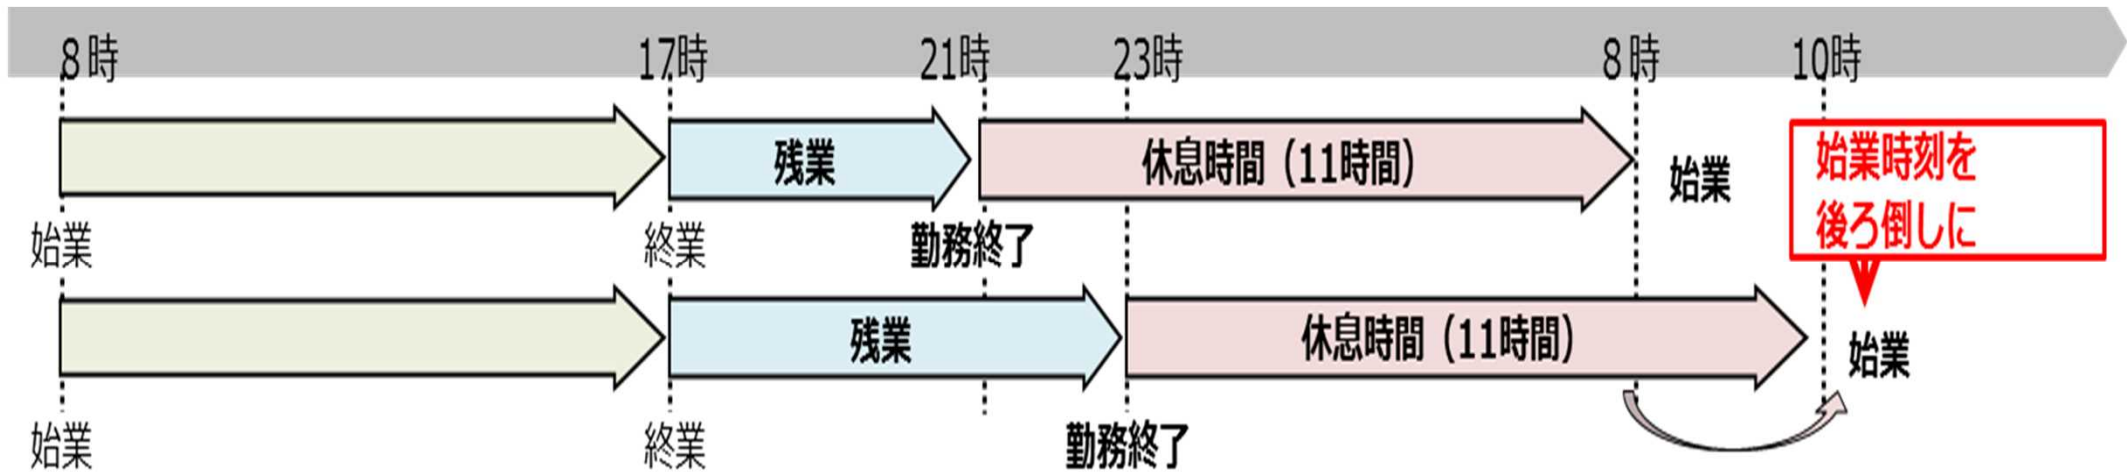 8時 17時 21時 23時 8時 10時
残業 休息時間（11時間） 始業
始業時刻を
後ろ倒しに
始業 終業 勤務終了
残業 休息時間（11時間） 始業
始業 終業 勤務終了